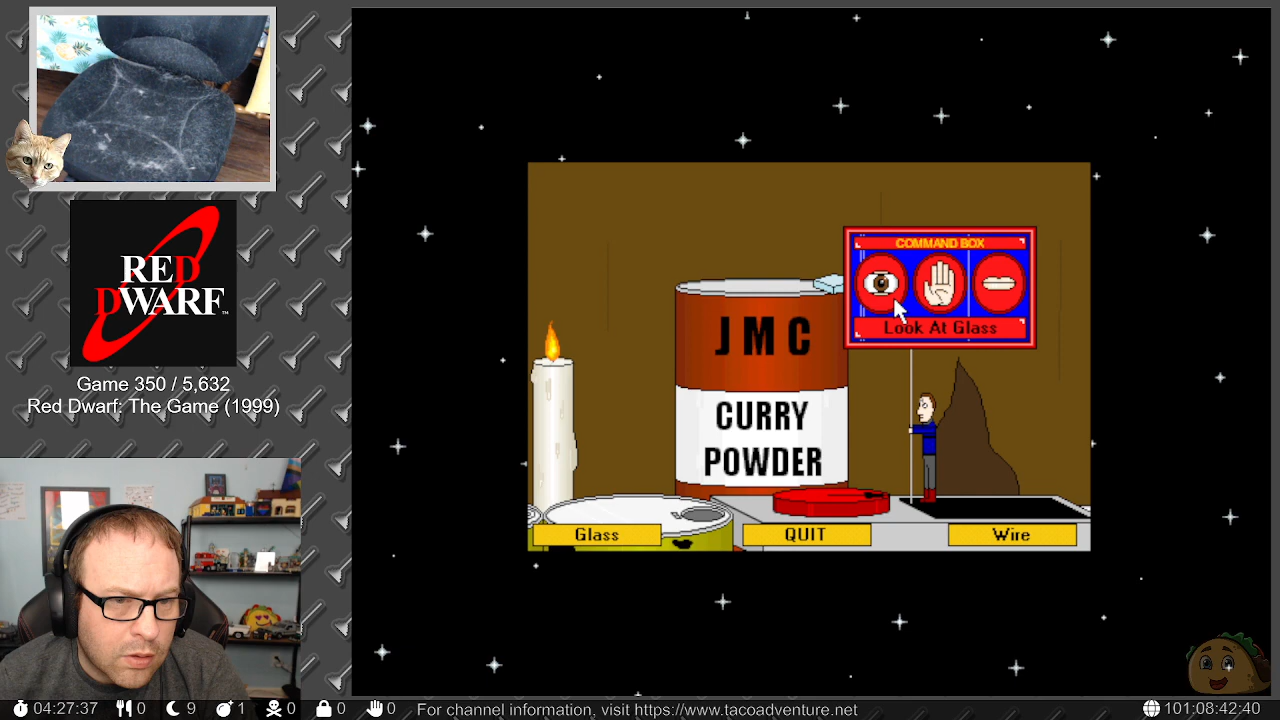 RED
DWARF
TM
Game 350 / 5,632
Red Dwarf: The Game (1999)
COMMAND BOX
Look At Glass
JMC
CURRY
POWDER
Glass
QUIT
Wire
04:27:37
0
9
1
0
0
0
For channel information, visit https://www.tacoadventure.net
101:08:42:40